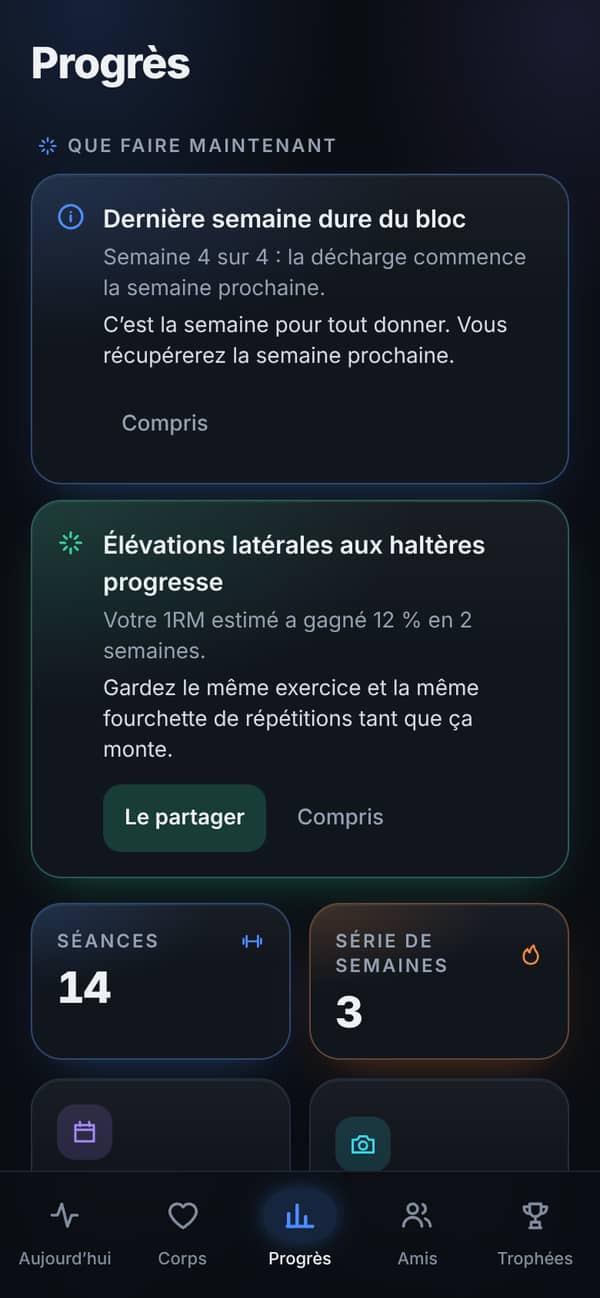 Progrès
QUE FAIRE MAINTENANT
Dernière semaine dure du bloc
Semaine 4 sur 4 : la décharge commence
la semaine prochaine.
C’est la semaine pour tout donner. Vous
récupérerez la semaine prochaine.
Compris
Élévations latérales aux haltères
progresse
Votre 1RM estimé a gagné 12 % en 2
semaines.
Gardez le même exercice et la même
fourchette de répétitions tant que ça
monte.
Le partager
Compris
SÉANCES
14
SÉRIE DE
SEMAINES
3
Aujourd’hui
Corps
Progrès
Amis
Trophées